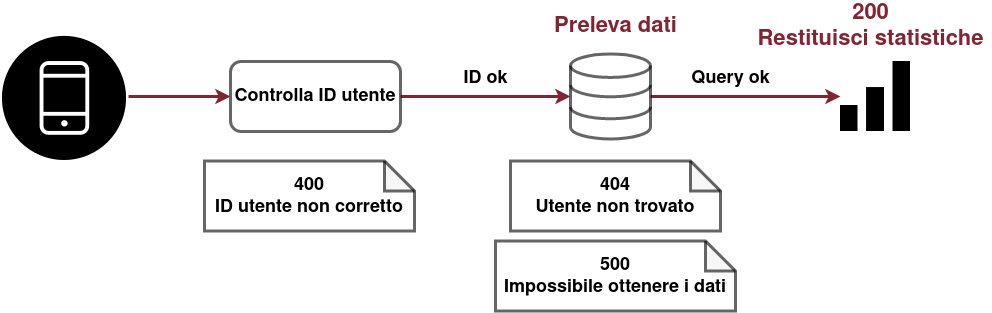 200
Restituisci statistiche
Preleva dati
ID ok
Query ok
Controlla ID utente
400
ID utente non corretto
404
Utente non trovato
500
Impossibile ottenere i dati